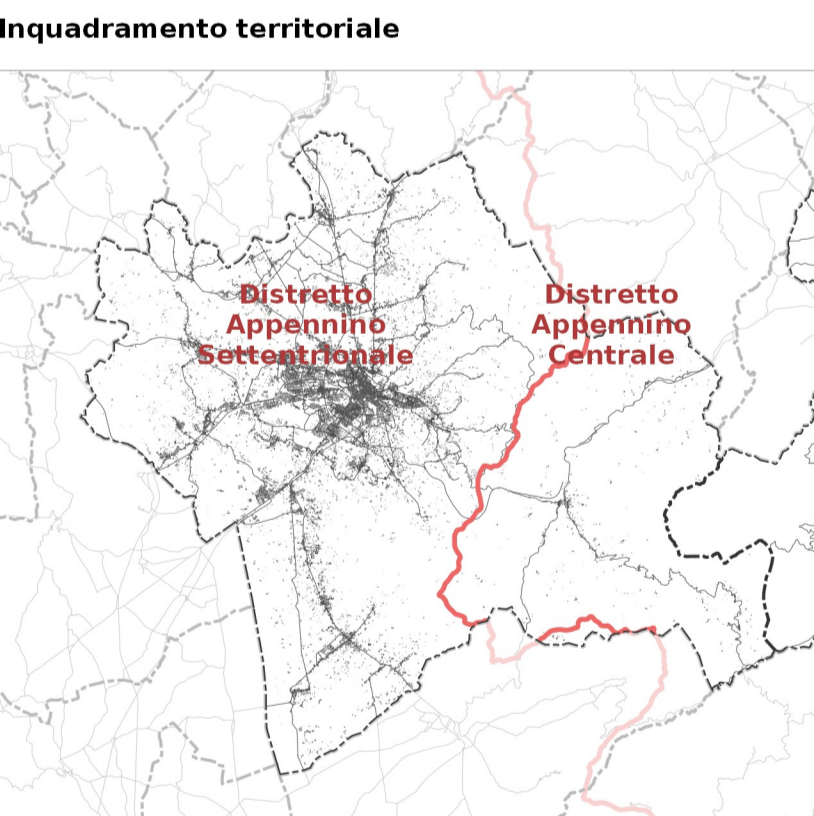 Inquadramento territoriale
Distretto
Appennino
Settentrionale
Distretto
Appennino
Centrale